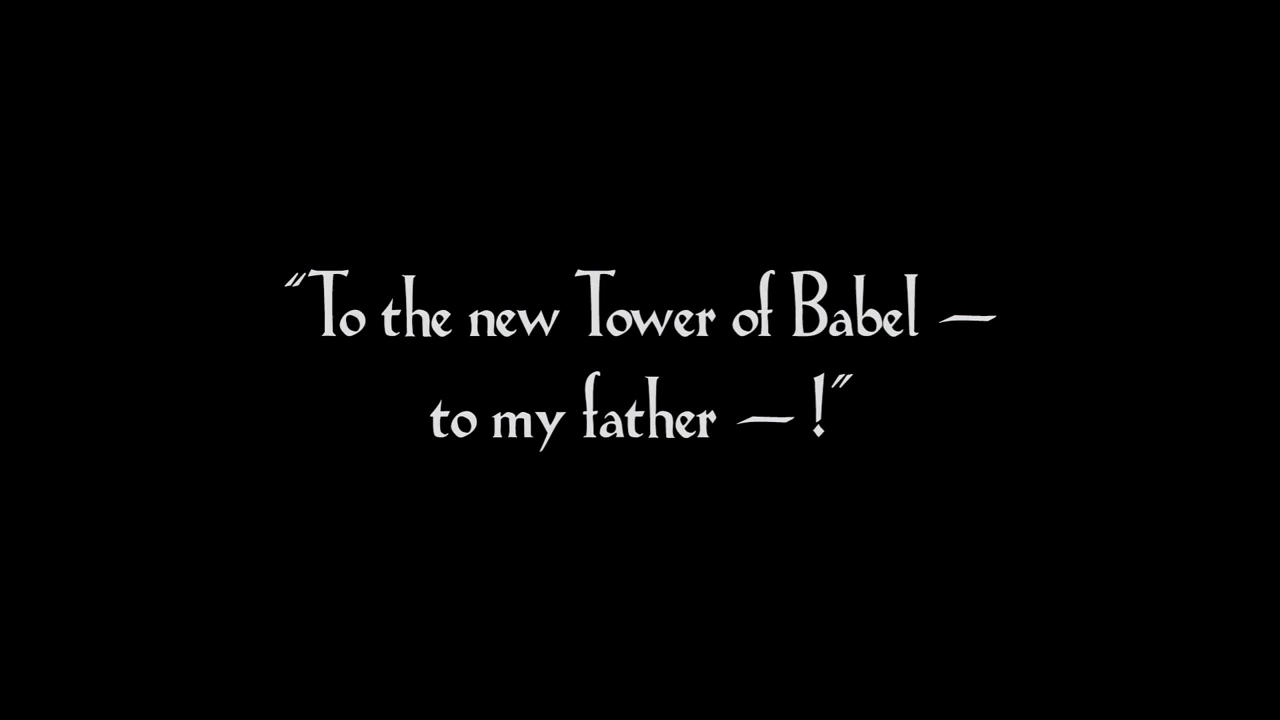 “To the new Tower of Babel —
to my father — !”